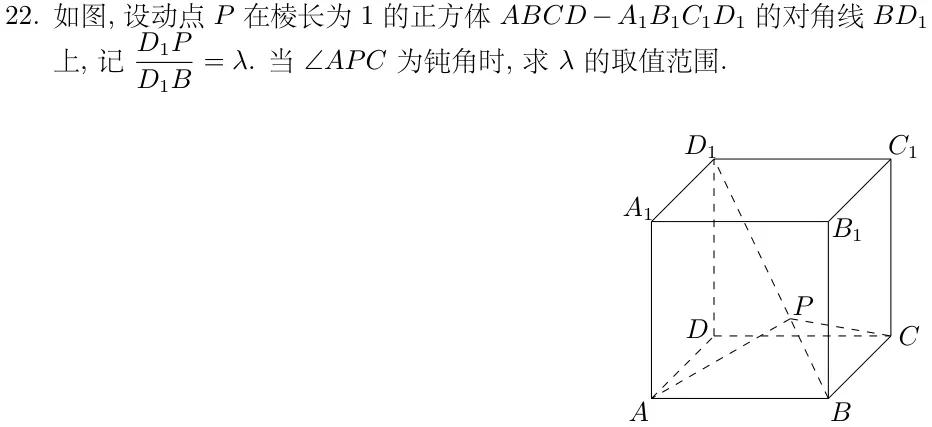 22. 如图, 设动点 P 在棱长为 1 的正方体 ABCD − A₁B₁C₁D₁ 的对角线 BD₁
上, 记 D₁P/D₁B = λ. 当 ∠APC 为钝角时, 求 λ 的取值范围.
D₁ C₁
A₁ B₁
P
D C
A B